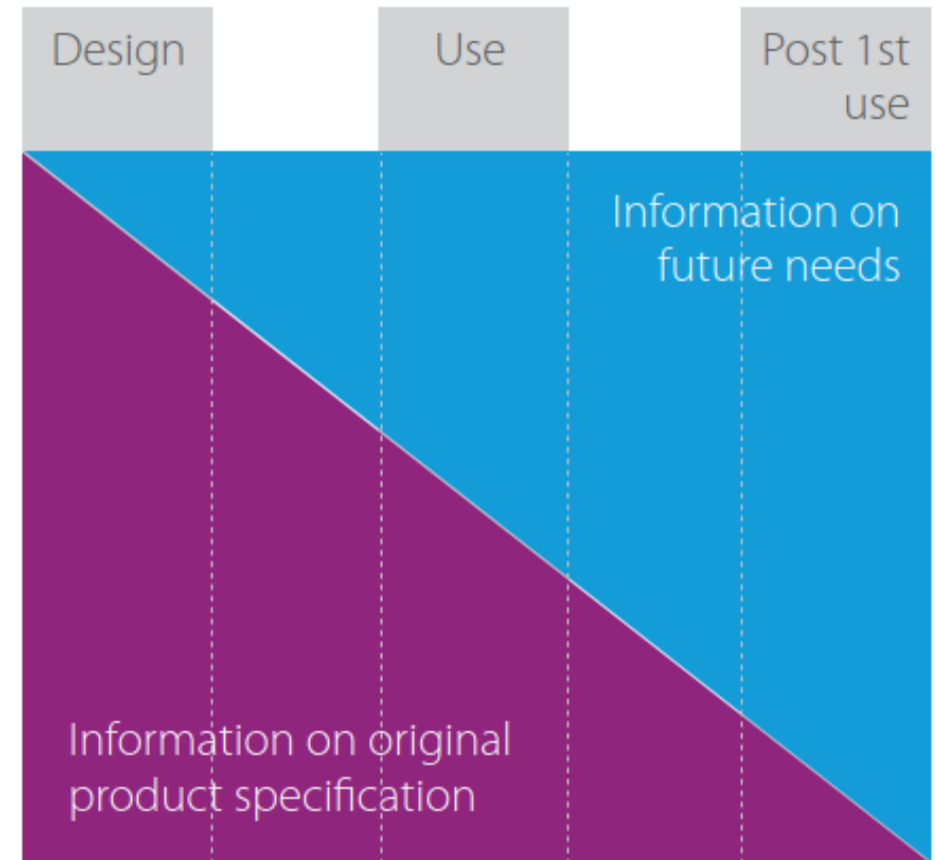 Design
Use
Post 1st
use
Information on
future needs
Information on original
product specification